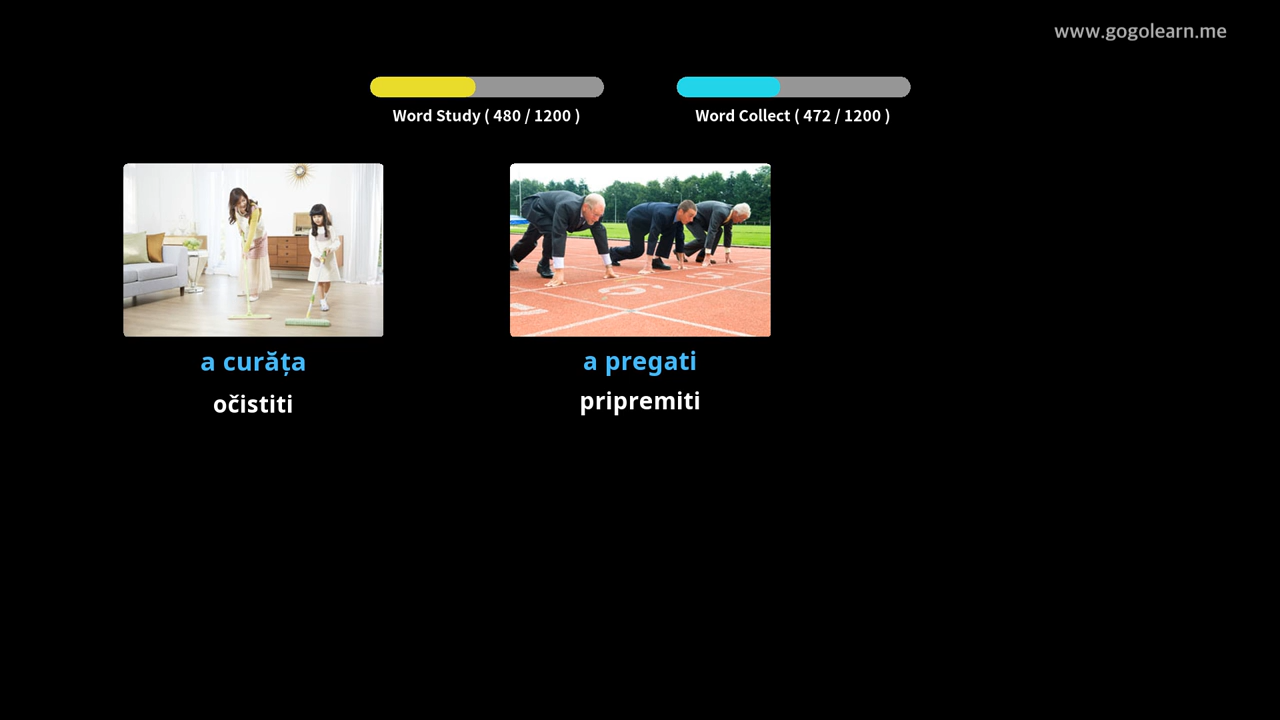 www.gogolearn.me
Word Study ( 480 / 1200 )
Word Collect ( 472 / 1200 )
a curăța
očistiti
a pregati
pripremiti